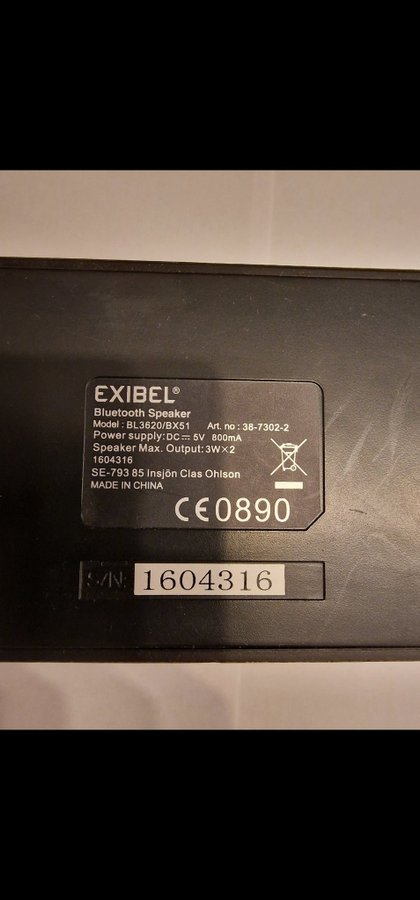 EXIBEL®
Bluetooth Speaker
Model : BL3620/BX51 Art. no : 38-7302-2
Power supply:DC⎓ 5V 800mA
Speaker Max. Output:3W×2
1604316
SE-793 85 Insjön Clas Ohlson
MADE IN CHINA
CE0890
S/N: 1604316